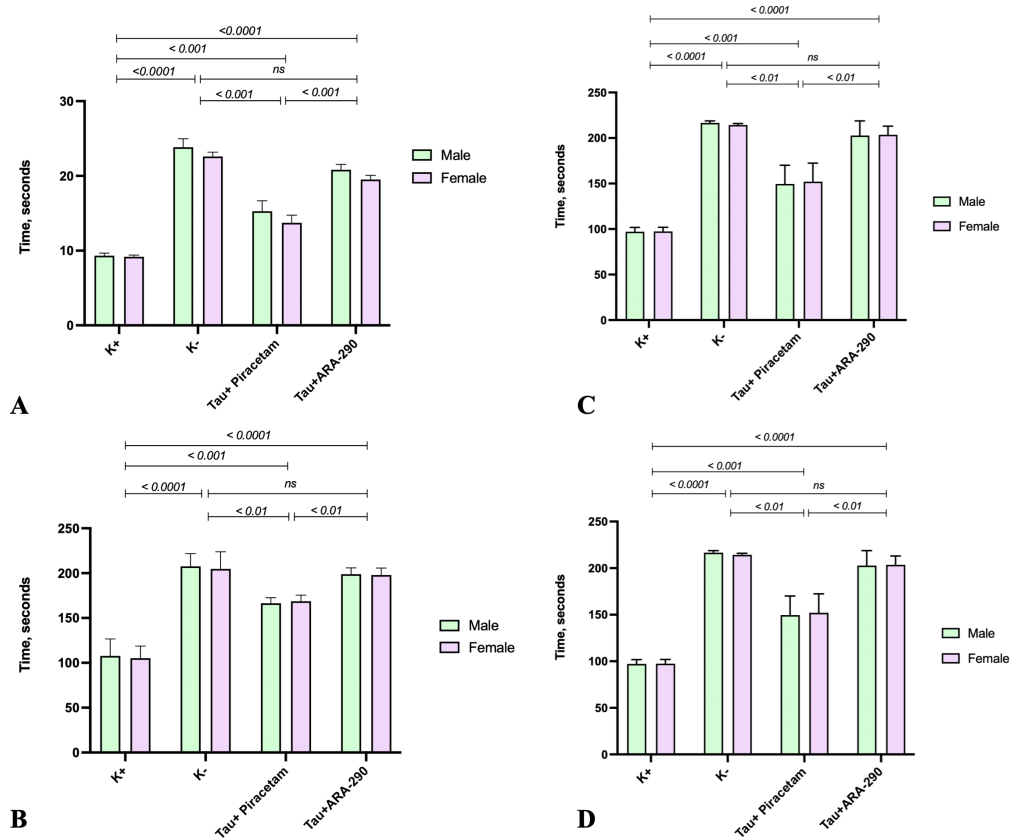 <0.0001
< 0.001
<0.0001
ns
< 0.001
< 0.001
30
20
10
0
Time, seconds
K+
K-
Tau+ Piracetam
Tau+ARA-290
Male
Female
A
< 0.0001
< 0.001
< 0.0001
ns
< 0.01
< 0.01
250
200
150
100
50
0
Time, seconds
K+
K-
Tau+ Piracetam
Tau+ARA-290
Male
Female
C
< 0.0001
< 0.001
< 0.0001
ns
< 0.01
< 0.01
250
200
150
100
50
0
Time, seconds
K+
K-
Tau+ Piracetam
Tau+ARA-290
Male
Female
B
< 0.0001
< 0.001
< 0.0001
ns
< 0.01
< 0.01
250
200
150
100
50
0
Time, seconds
K+
K-
Tau+ Piracetam
Tau+ARA-290
Male
Female
D